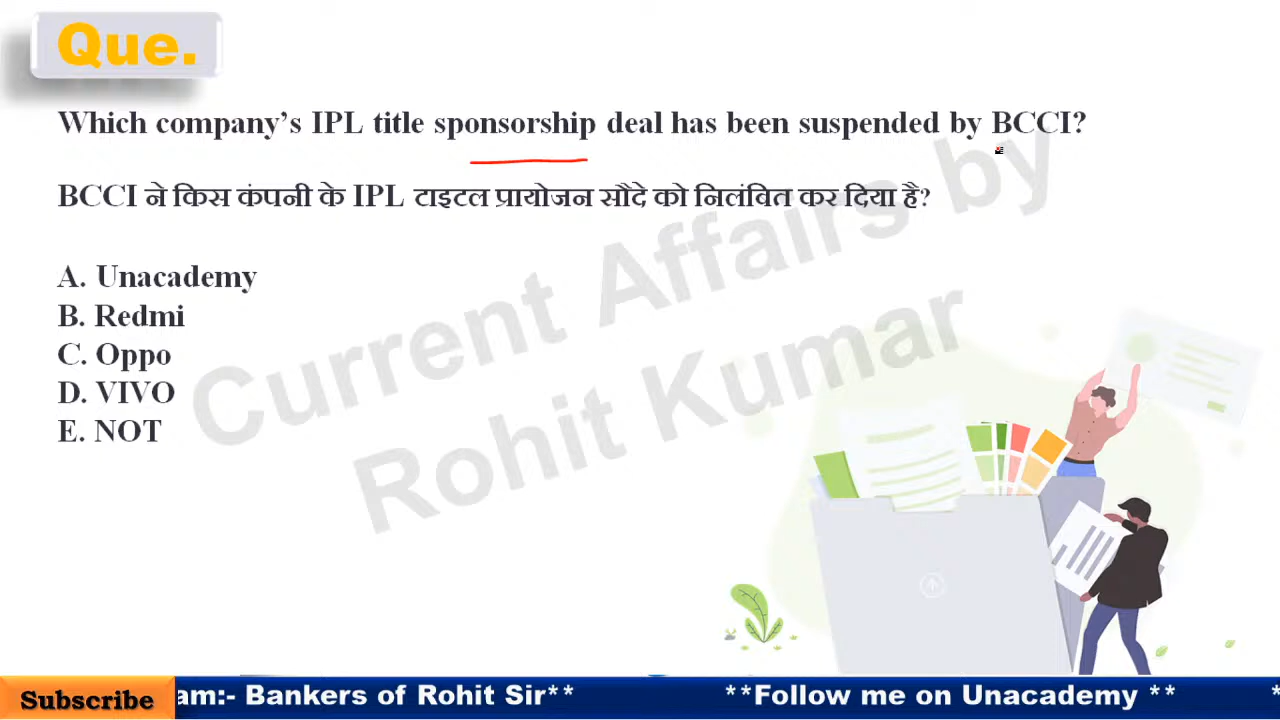 Que.
Which company's IPL title sponsorship deal has been suspended by BCCI?
BCCI ने किस कंपनी के IPL टाइटल प्रायोजन सौदे को निलंबित कर दिया है?
A. Unacademy
B. Redmi
C. Oppo
D. VIVO
E. NOT
Current Affairs by
Rohit Kumar
Subscribe am:- Bankers of Rohit Sir** **Follow me on Unacademy ** *